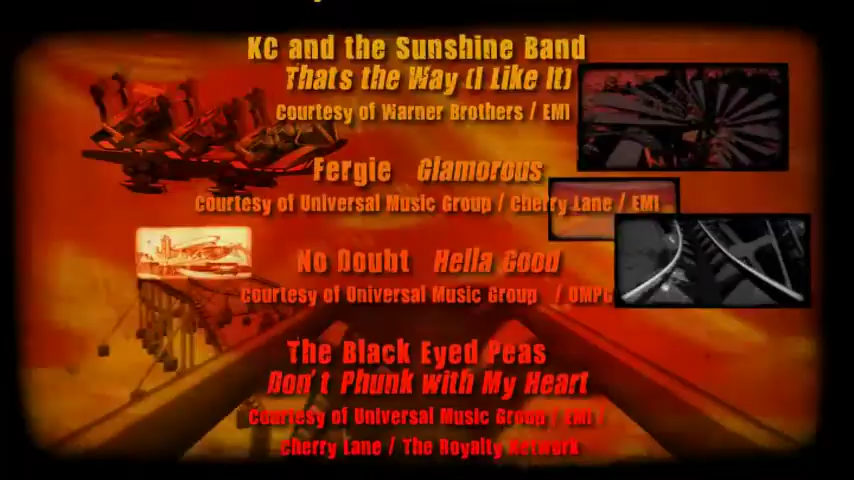 KC and the Sunshine Band
Thats the Way (I Like It)
Courtesy of Warner Brothers / EMI
Fergie Glamorous
Courtesy of Universal Music Group / Cherry Lane / EMI
No Doubt Hella Good
Courtesy of Universal Music Group / UMPG
The Black Eyed Peas
Don't Phunk with My Heart
Courtesy of Universal Music Group / EMI /
Cherry Lane / The Royalty Network